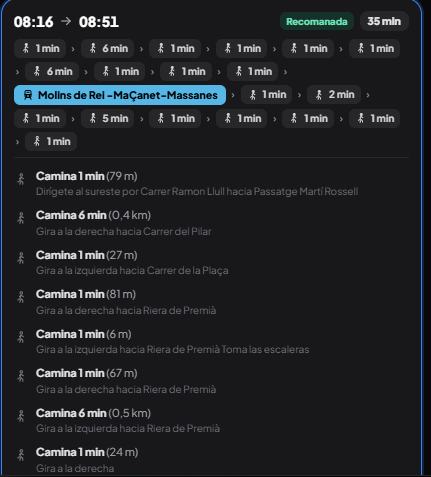 08:16 → 08:51 Recomanada 35 min
1 min › 6 min › 1 min › 1 min › 1 min › 1 min
› 6 min › 1 min › 1 min › 1 min ›
Molins de Rei -MaÇanet-Massanes › 1 min › 2 min ›
1 min › 5 min › 1 min › 1 min › 1 min › 1 min
› 1 min
Camina 1 min (79 m)
Dirígete al sureste por Carrer Ramon Llull hacia Passatge Martí Rossell
Camina 6 min (0,4 km)
Gira a la derecha hacia Carrer del Pilar
Camina 1 min (27 m)
Gira a la izquierda hacia Carrer de la Plaça
Camina 1 min (81 m)
Gira a la derecha hacia Riera de Premià
Camina 1 min (6 m)
Gira a la izquierda hacia Riera de Premià Toma las escaleras
Camina 1 min (67 m)
Gira a la derecha hacia Riera de Premià
Camina 6 min (0,5 km)
Gira a la izquierda hacia Riera de Premià
Camina 1 min (24 m)
Gira a la derecha